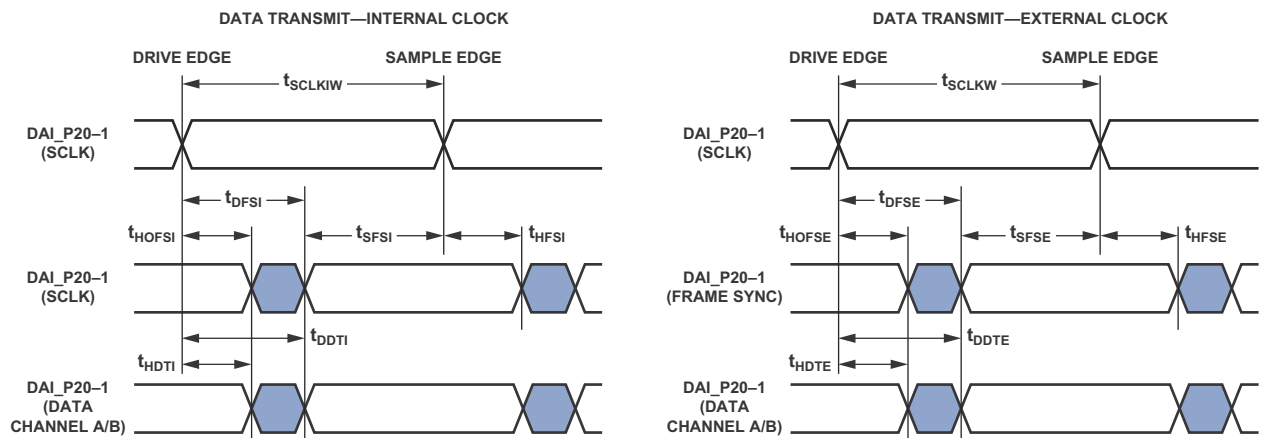 DATA TRANSMIT—INTERNAL CLOCK
DRIVE EDGE
SAMPLE EDGE
tSCLKIW
DAI_P20–1
(SCLK)
tDFSI
tHOFSI
tSFSI
tHFSI
DAI_P20–1
(SCLK)
tDDTI
tHDTI
DAI_P20–1
(DATA
CHANNEL A/B)
DATA TRANSMIT—EXTERNAL CLOCK
DRIVE EDGE
SAMPLE EDGE
tSCLKW
DAI_P20–1
(SCLK)
tDFSE
tHOFSE
tSFSE
tHFSE
DAI_P20–1
(FRAME SYNC)
tDDTE
tHDTE
DAI_P20–1
(DATA
CHANNEL A/B)